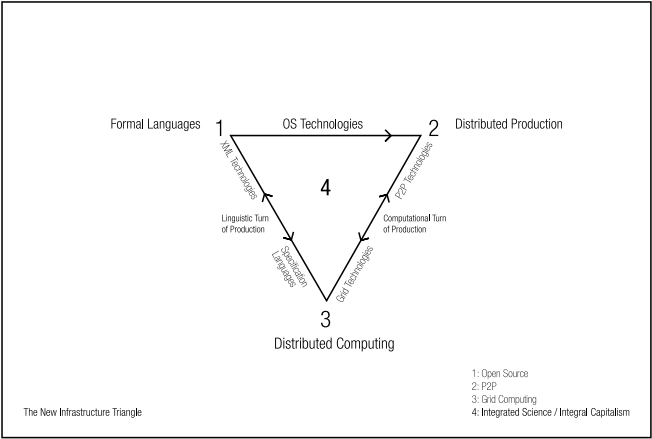 Formal Languages
1
OS Technologies
2
Distributed Production
XML Technologies
P2P Technologies
4
Linguistic Turn
of Production
Computational Turn
of Production
Specification
Languages
Grid Technologies
3
Distributed Computing
1: Open Source
2: P2P
3: Grid Computing
4: Integrated Science / Integral Capitalism
The New Infrastructure Triangle